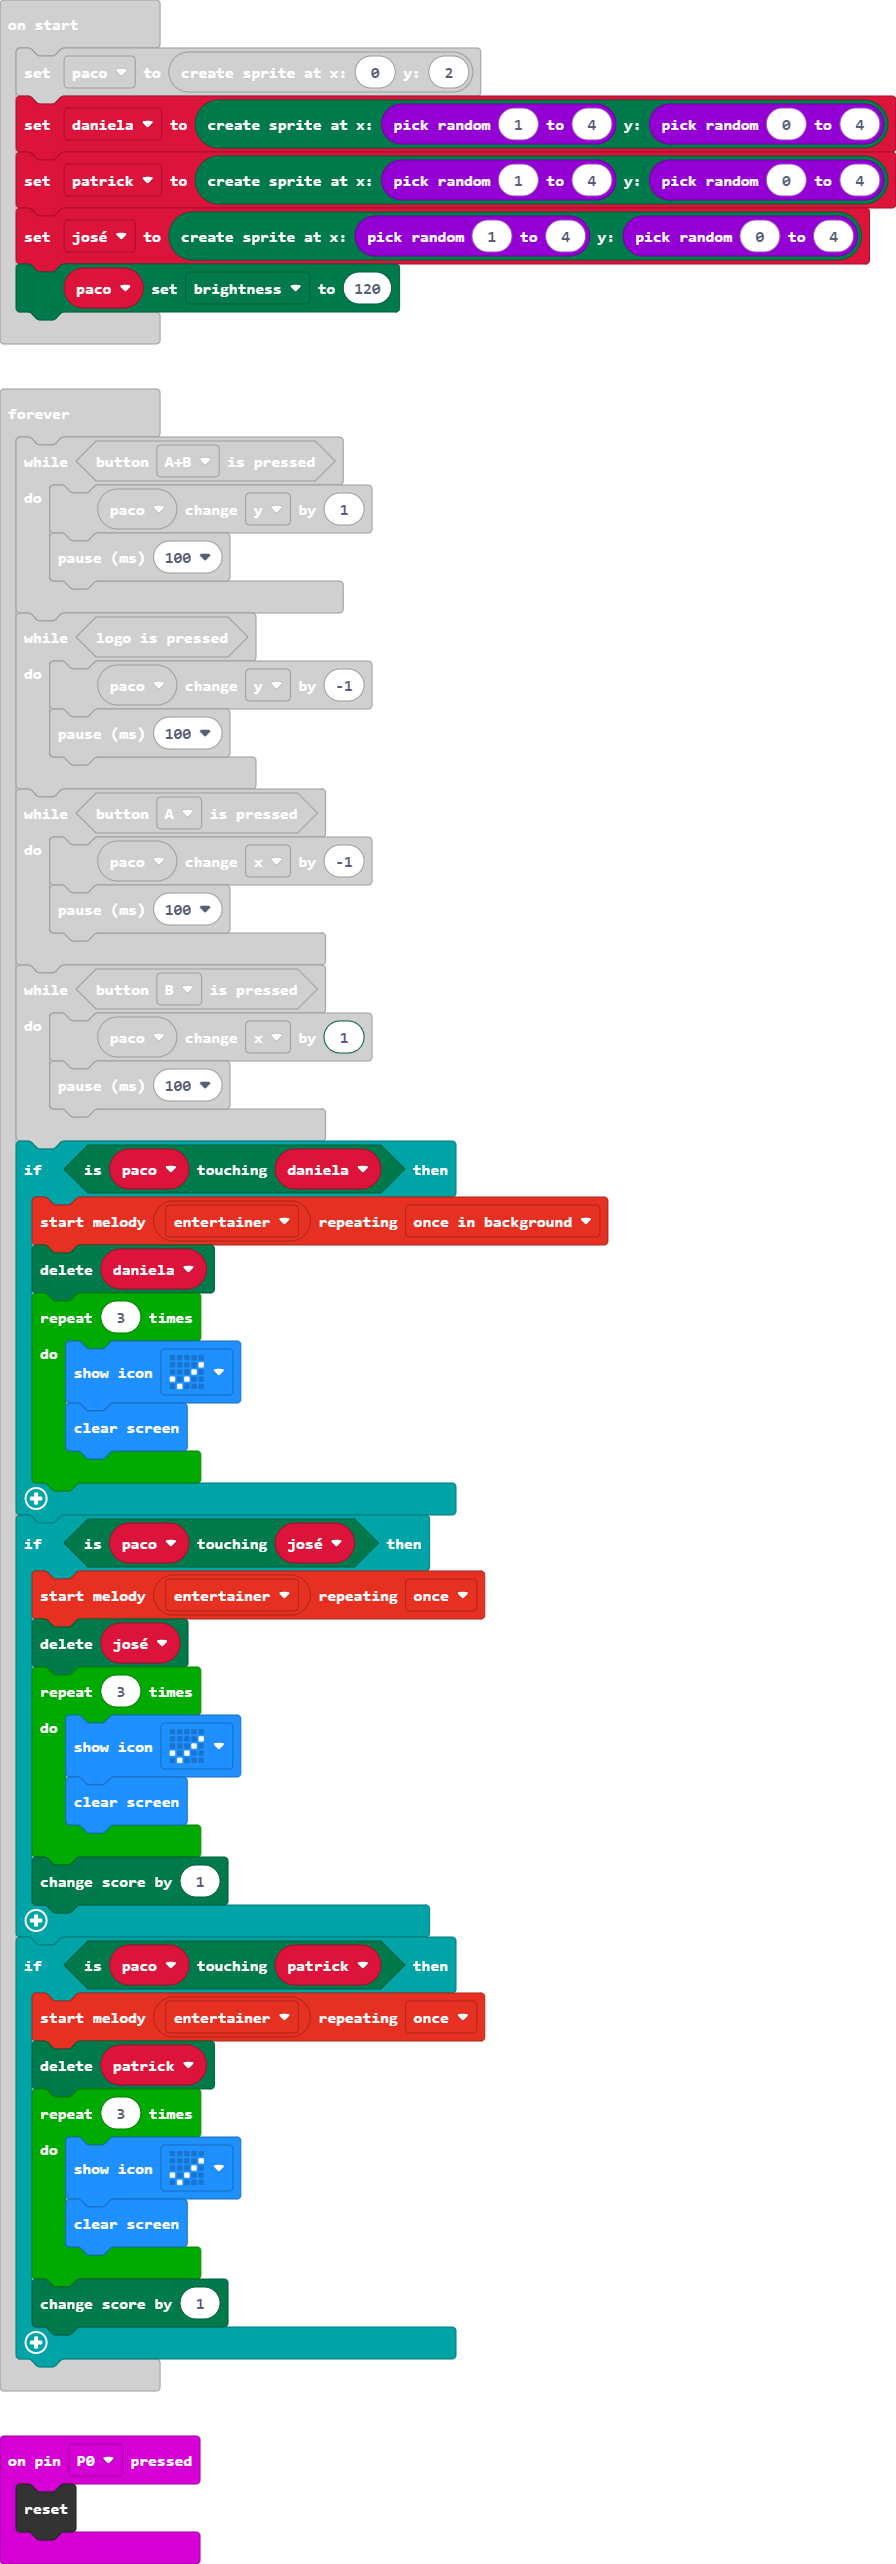 on start
set paco to create sprite at x: 0 y: 2
set daniela to create sprite at x: pick random 1 to 4 y: pick random 0 to 4
set patrick to create sprite at x: pick random 1 to 4 y: pick random 0 to 4
set josé to create sprite at x: pick random 1 to 4 y: pick random 0 to 4
paco set brightness to 120
forever
while button A+B is pressed
do paco change y by 1
pause (ms) 100
while logo is pressed
do paco change y by -1
pause (ms) 100
while button A is pressed
do paco change x by -1
pause (ms) 100
while button B is pressed
do paco change x by 1
pause (ms) 100
if is paco touching daniela then
start melody entertainer repeating once in background
delete daniela
repeat 3 times
do show icon
clear screen
if is paco touching josé then
start melody entertainer repeating once
delete josé
repeat 3 times
do show icon
clear screen
change score by 1
if is paco touching patrick then
start melody entertainer repeating once
delete patrick
repeat 3 times
do show icon
clear screen
change score by 1
on pin P0 pressed
reset